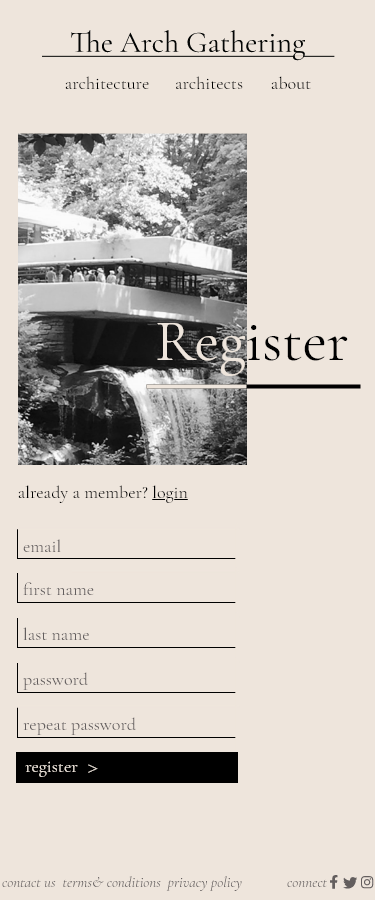 The Arch Gathering
architecture architects about
Register
already a member? login
email
first name
last name
password
repeat password
register >
contact us terms& conditions privacy policy connect